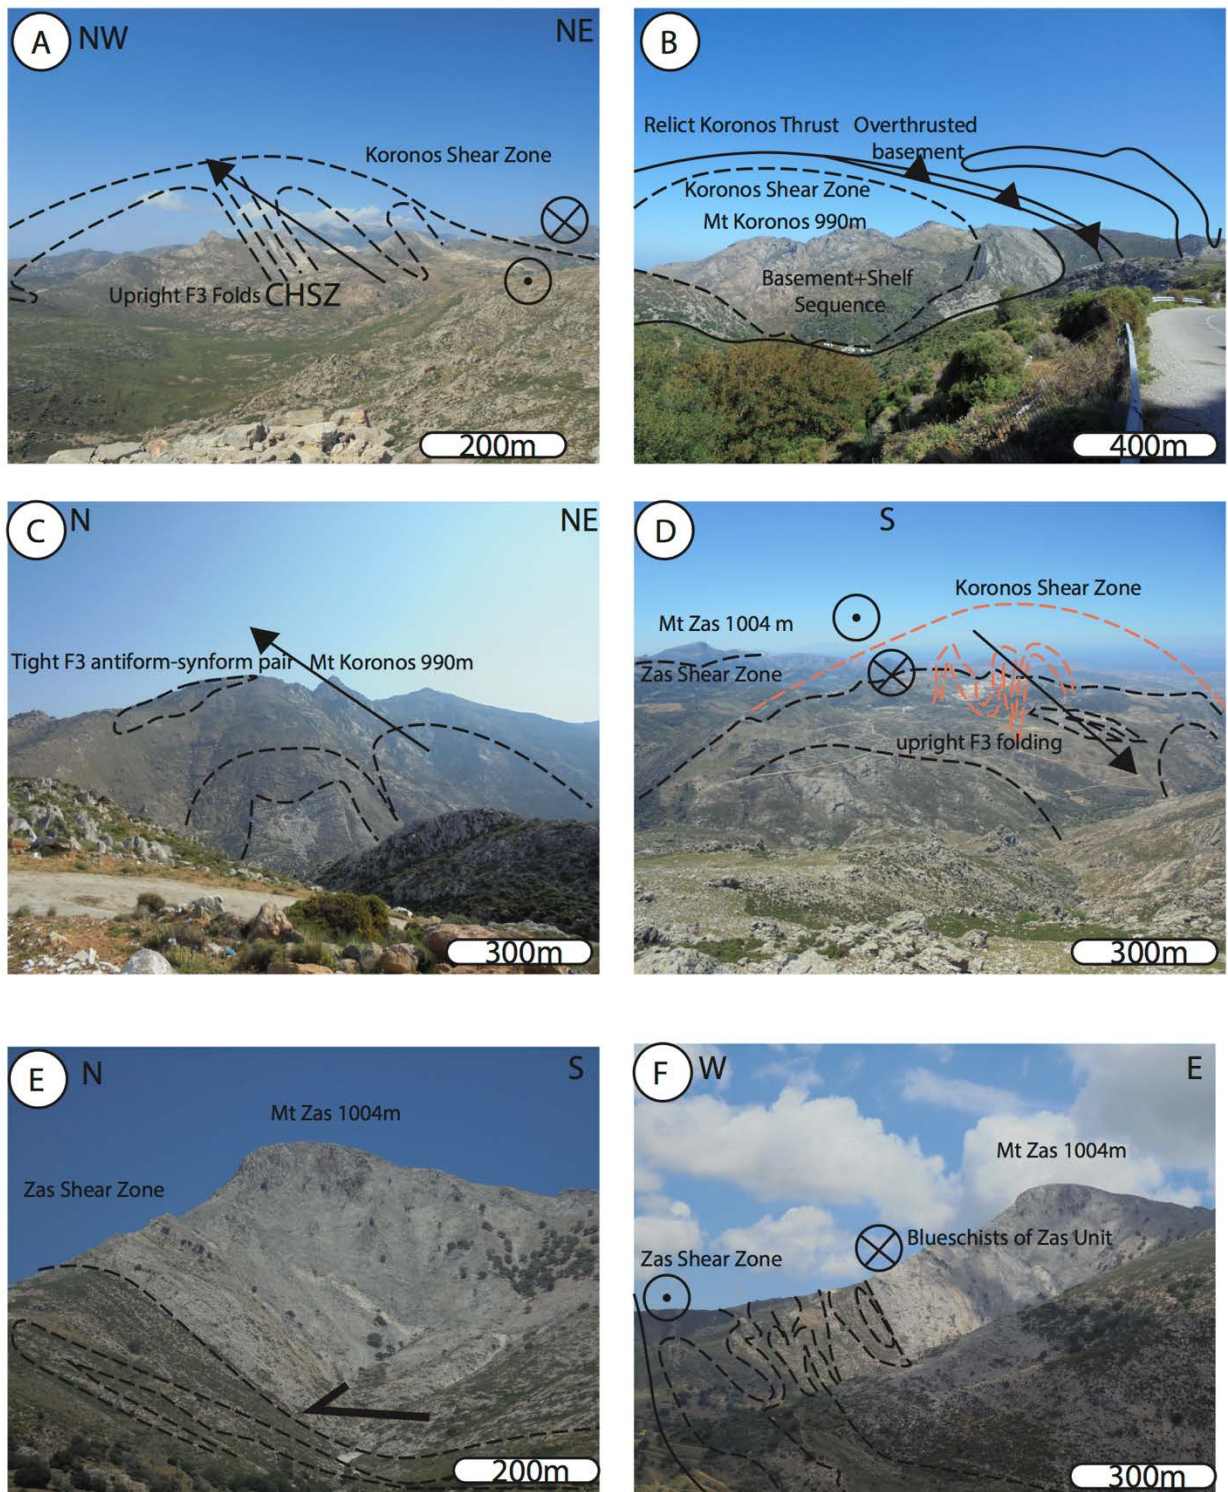 A NW NE
Koronos Shear Zone
Upright F3 Folds CHSZ
200m
B
Relict Koronos Thrust Overthrusted
basement
Koronos Shear Zone
Mt Koronos 990m
Basement+Shelf
Sequence
400m
C N NE
Tight F3 antiform-synform pair Mt Koronos 990m
300m
D S
Koronos Shear Zone
Mt Zas 1004 m
Zas Shear Zone
upright F3 folding
300m
E N S
Mt Zas 1004m
Zas Shear Zone
200m
F W E
Mt Zas 1004m
Blueschists of Zas Unit
Zas Shear Zone
300m